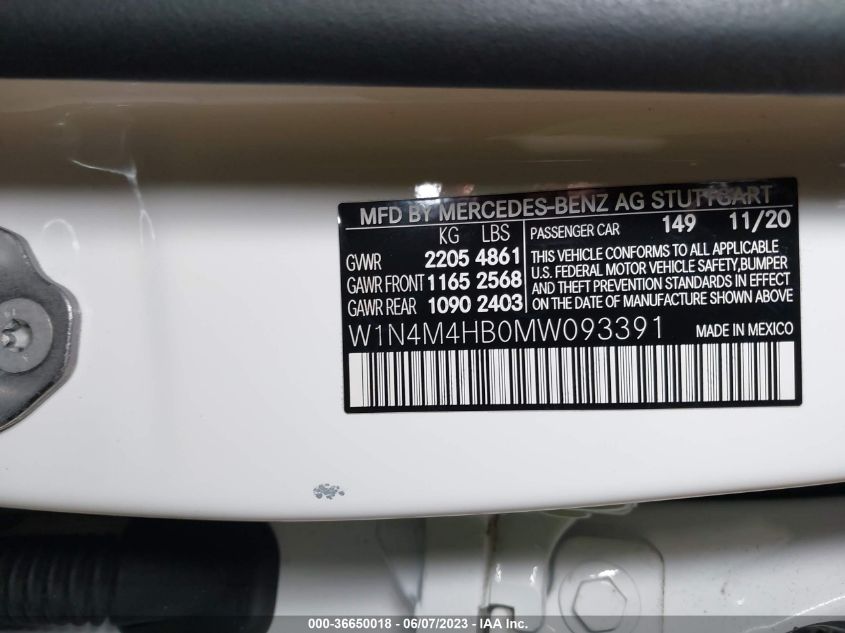 MFD BY MERCEDES-BENZ AG STUTTGART
KG LBS
GVWR 2205 4861
GAWR FRONT 1165 2568
GAWR REAR 1090 2403
PASSENGER CAR 149 11/20
THIS VEHICLE CONFORMS TO ALL APPLICABLE
U.S. FEDERAL MOTOR VEHICLE SAFETY,BUMPER
AND THEFT PREVENTION STANDARDS IN EFFECT
ON THE DATE OF MANUFACTURE SHOWN ABOVE
W1N4M4HB0MW093391 MADE IN MEXICO
000-36650018 - 06/07/2023 - IAA Inc.